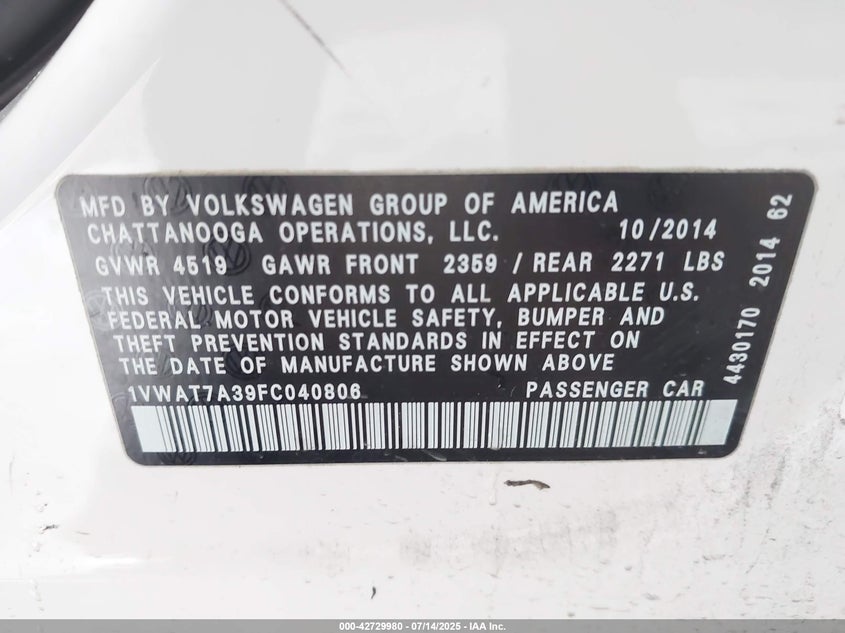 MFD BY VOLKSWAGEN GROUP OF AMERICA
CHATTANOOGA OPERATIONS, LLC. 10/2014
GVWR 4519 GAWR FRONT 2359 / REAR 2271 LBS
THIS VEHICLE CONFORMS TO ALL APPLICABLE U.S.
FEDERAL MOTOR VEHICLE SAFETY, BUMPER AND
THEFT PREVENTION STANDARDS IN EFFECT ON
THE DATE OF MANUFACTURE SHOWN ABOVE
1VWAT7A39FC040806 PASSENGER CAR
4430170 2014 62
000-42729980 - 07/14/2025 - IAA Inc.